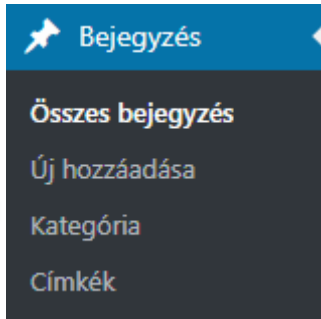 Bejegyzés
Összes bejegyzés
Új hozzáadása
Kategória
Címkék